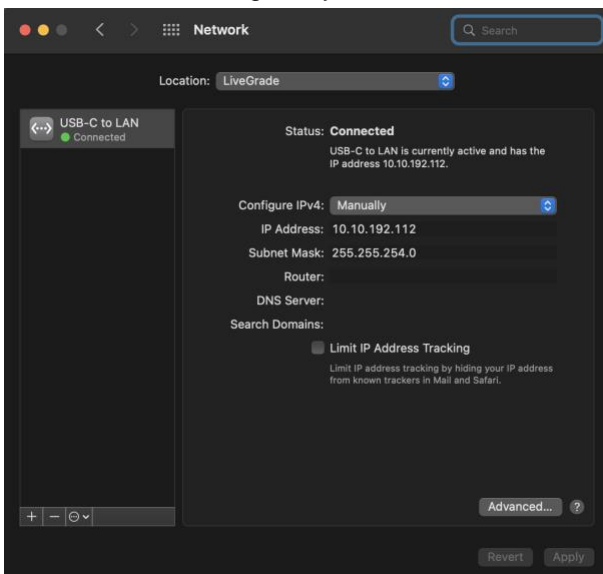 Network
Search
Location: LiveGrade
USB-C to LAN
Connected
Status: Connected
USB-C to LAN is currently active and has the
IP address 10.10.192.112.
Configure IPv4: Manually
IP Address: 10.10.192.112
Subnet Mask: 255.255.254.0
Router:
DNS Server:
Search Domains:
Limit IP Address Tracking
Limit IP address tracking by hiding your IP address
from known trackers in Mail and Safari.
Advanced... ?
Revert Apply